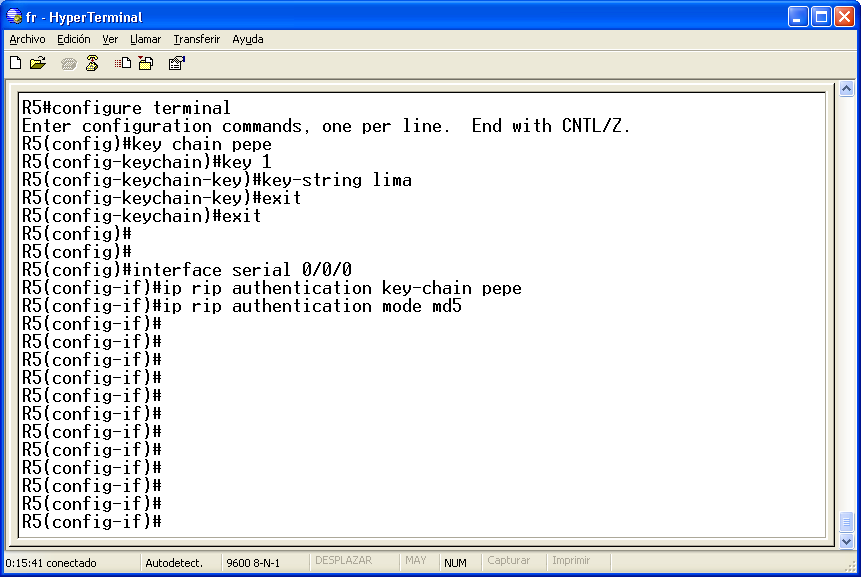 fr - HyperTerminal
Archivo Edición Ver Llamar Transferir Ayuda
R5#configure terminal
Enter configuration commands, one per line.  End with CNTL/Z.
R5(config)#key chain pepe
R5(config-keychain)#key 1
R5(config-keychain-key)#key-string lima
R5(config-keychain-key)#exit
R5(config-keychain)#exit
R5(config)#
R5(config)#
R5(config)#interface serial 0/0/0
R5(config-if)#ip rip authentication key-chain pepe
R5(config-if)#ip rip authentication mode md5
R5(config-if)#
R5(config-if)#
R5(config-if)#
R5(config-if)#
R5(config-if)#
R5(config-if)#
R5(config-if)#
R5(config-if)#
R5(config-if)#
R5(config-if)#
R5(config-if)#
R5(config-if)#
0:15:41 conectado Autodetect. 9600 8-N-1 DESPLAZAR MAY NUM Capturar Imprimir